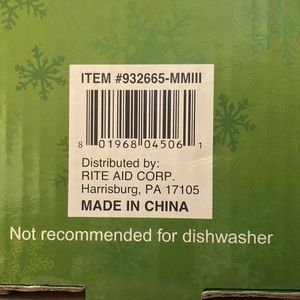 ITEM #932665-MMIII
8 01968 04506 1
Distributed by:
RITE AID CORP.
Harrisburg, PA 17105
MADE IN CHINA
Not recommended for dishwasher